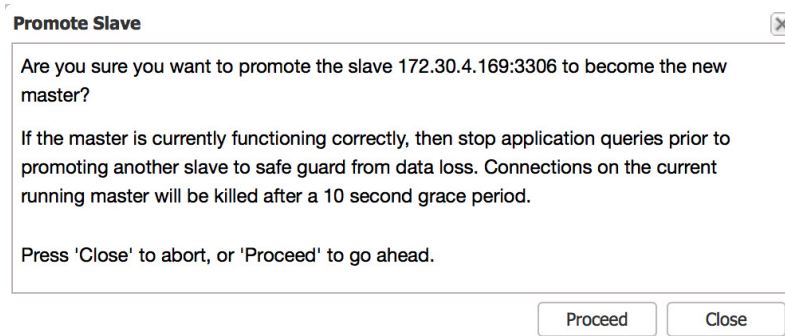 Promote Slave
Are you sure you want to promote the slave 172.30.4.169:3306 to become the new
master?
If the master is currently functioning correctly, then stop application queries prior to
promoting another slave to safe guard from data loss. Connections on the current
running master will be killed after a 10 second grace period.
Press 'Close' to abort, or 'Proceed' to go ahead.
Proceed Close